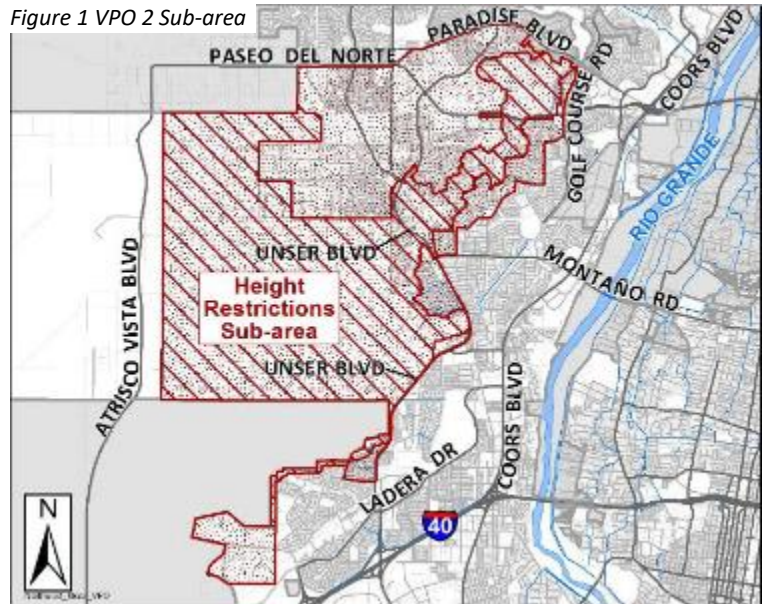 Figure 1 VPO 2 Sub-area
PASEO DEL NORTE
PARADISE BLVD
GOLF COURSE RD
COORS BLVD
RIO GRANDE
UNSER BLVD
MONTAÑO RD
Height
Restrictions
Sub-area
ATRISCO VISTA BLVD
UNSER BLVD
COORS BLVD
LADERA DR
40
N